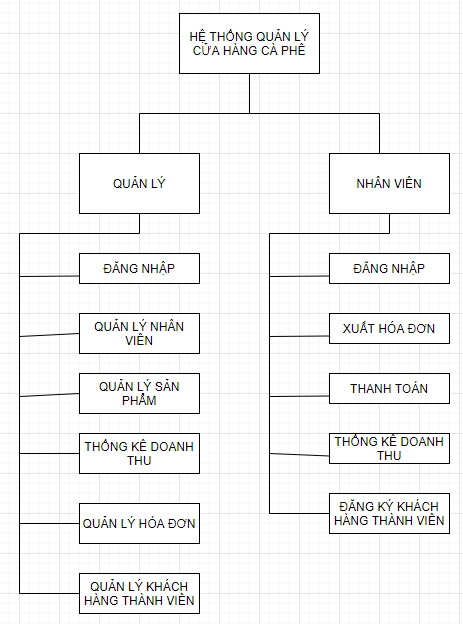 HỆ THỐNG QUẢN LÝ
CỬA HÀNG CÀ PHÊ
QUẢN LÝ
NHÂN VIÊN
ĐĂNG NHẬP
QUẢN LÝ NHÂN
VIÊN
QUẢN LÝ SẢN
PHẨM
THỐNG KÊ DOANH
THU
QUẢN LÝ HÓA ĐƠN
QUẢN LÝ KHÁCH
HÀNG THÀNH VIÊN
ĐĂNG NHẬP
XUẤT HÓA ĐƠN
THANH TOÁN
THỐNG KÊ DOANH
THU
ĐĂNG KÝ KHÁCH
HÀNG THÀNH VIÊN